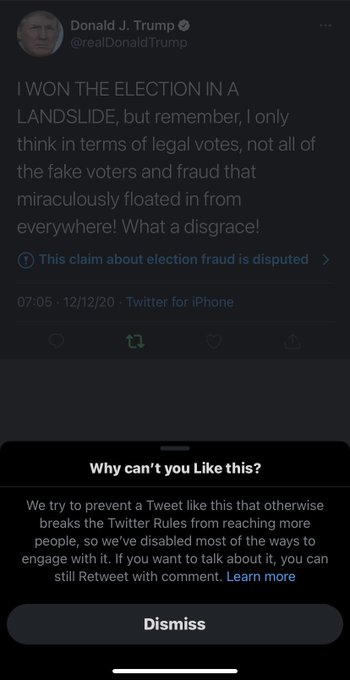 Donald J. Trump
@realDonaldTrump
I WON THE ELECTION IN A
LANDSLIDE, but remember, I only
think in terms of legal votes, not all of
the fake voters and fraud that
miraculously floated in from
everywhere! What a disgrace!
This claim about election fraud is disputed
07:05 · 12/12/20 · Twitter for iPhone
Why can't you Like this?
We try to prevent a Tweet like this that otherwise
breaks the Twitter Rules from reaching more
people, so we've disabled most of the ways to
engage with it. If you want to talk about it, you can
still Retweet with comment. Learn more
Dismiss